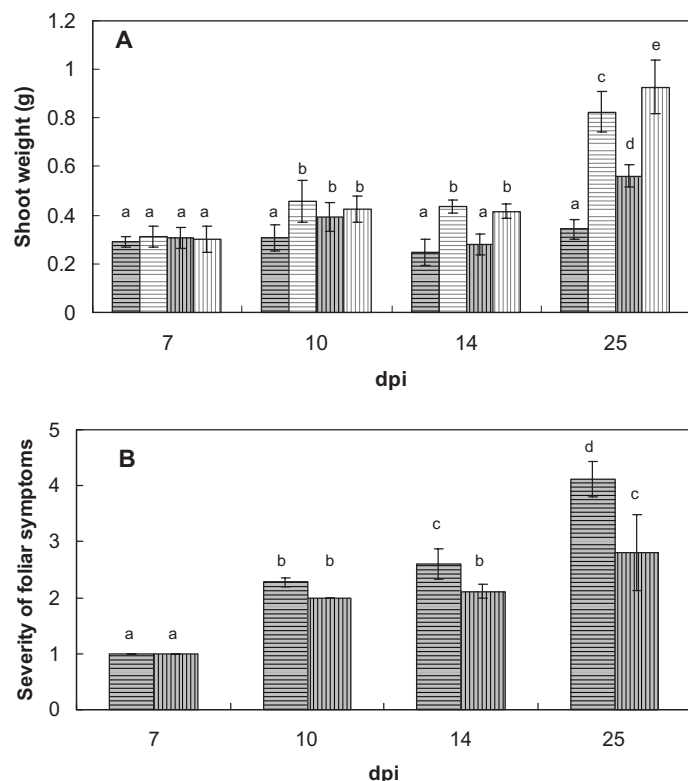 A
Shoot weight (g)
1.2
1
0.8
0.6
0.4
0.2
0
a a a a
a b b b
a b a b
a c d e
7 10 14 25
dpi
B
Severity of foliar symptoms
5
4
3
2
1
0
a a
b b
c b
d c
7 10 14 25
dpi